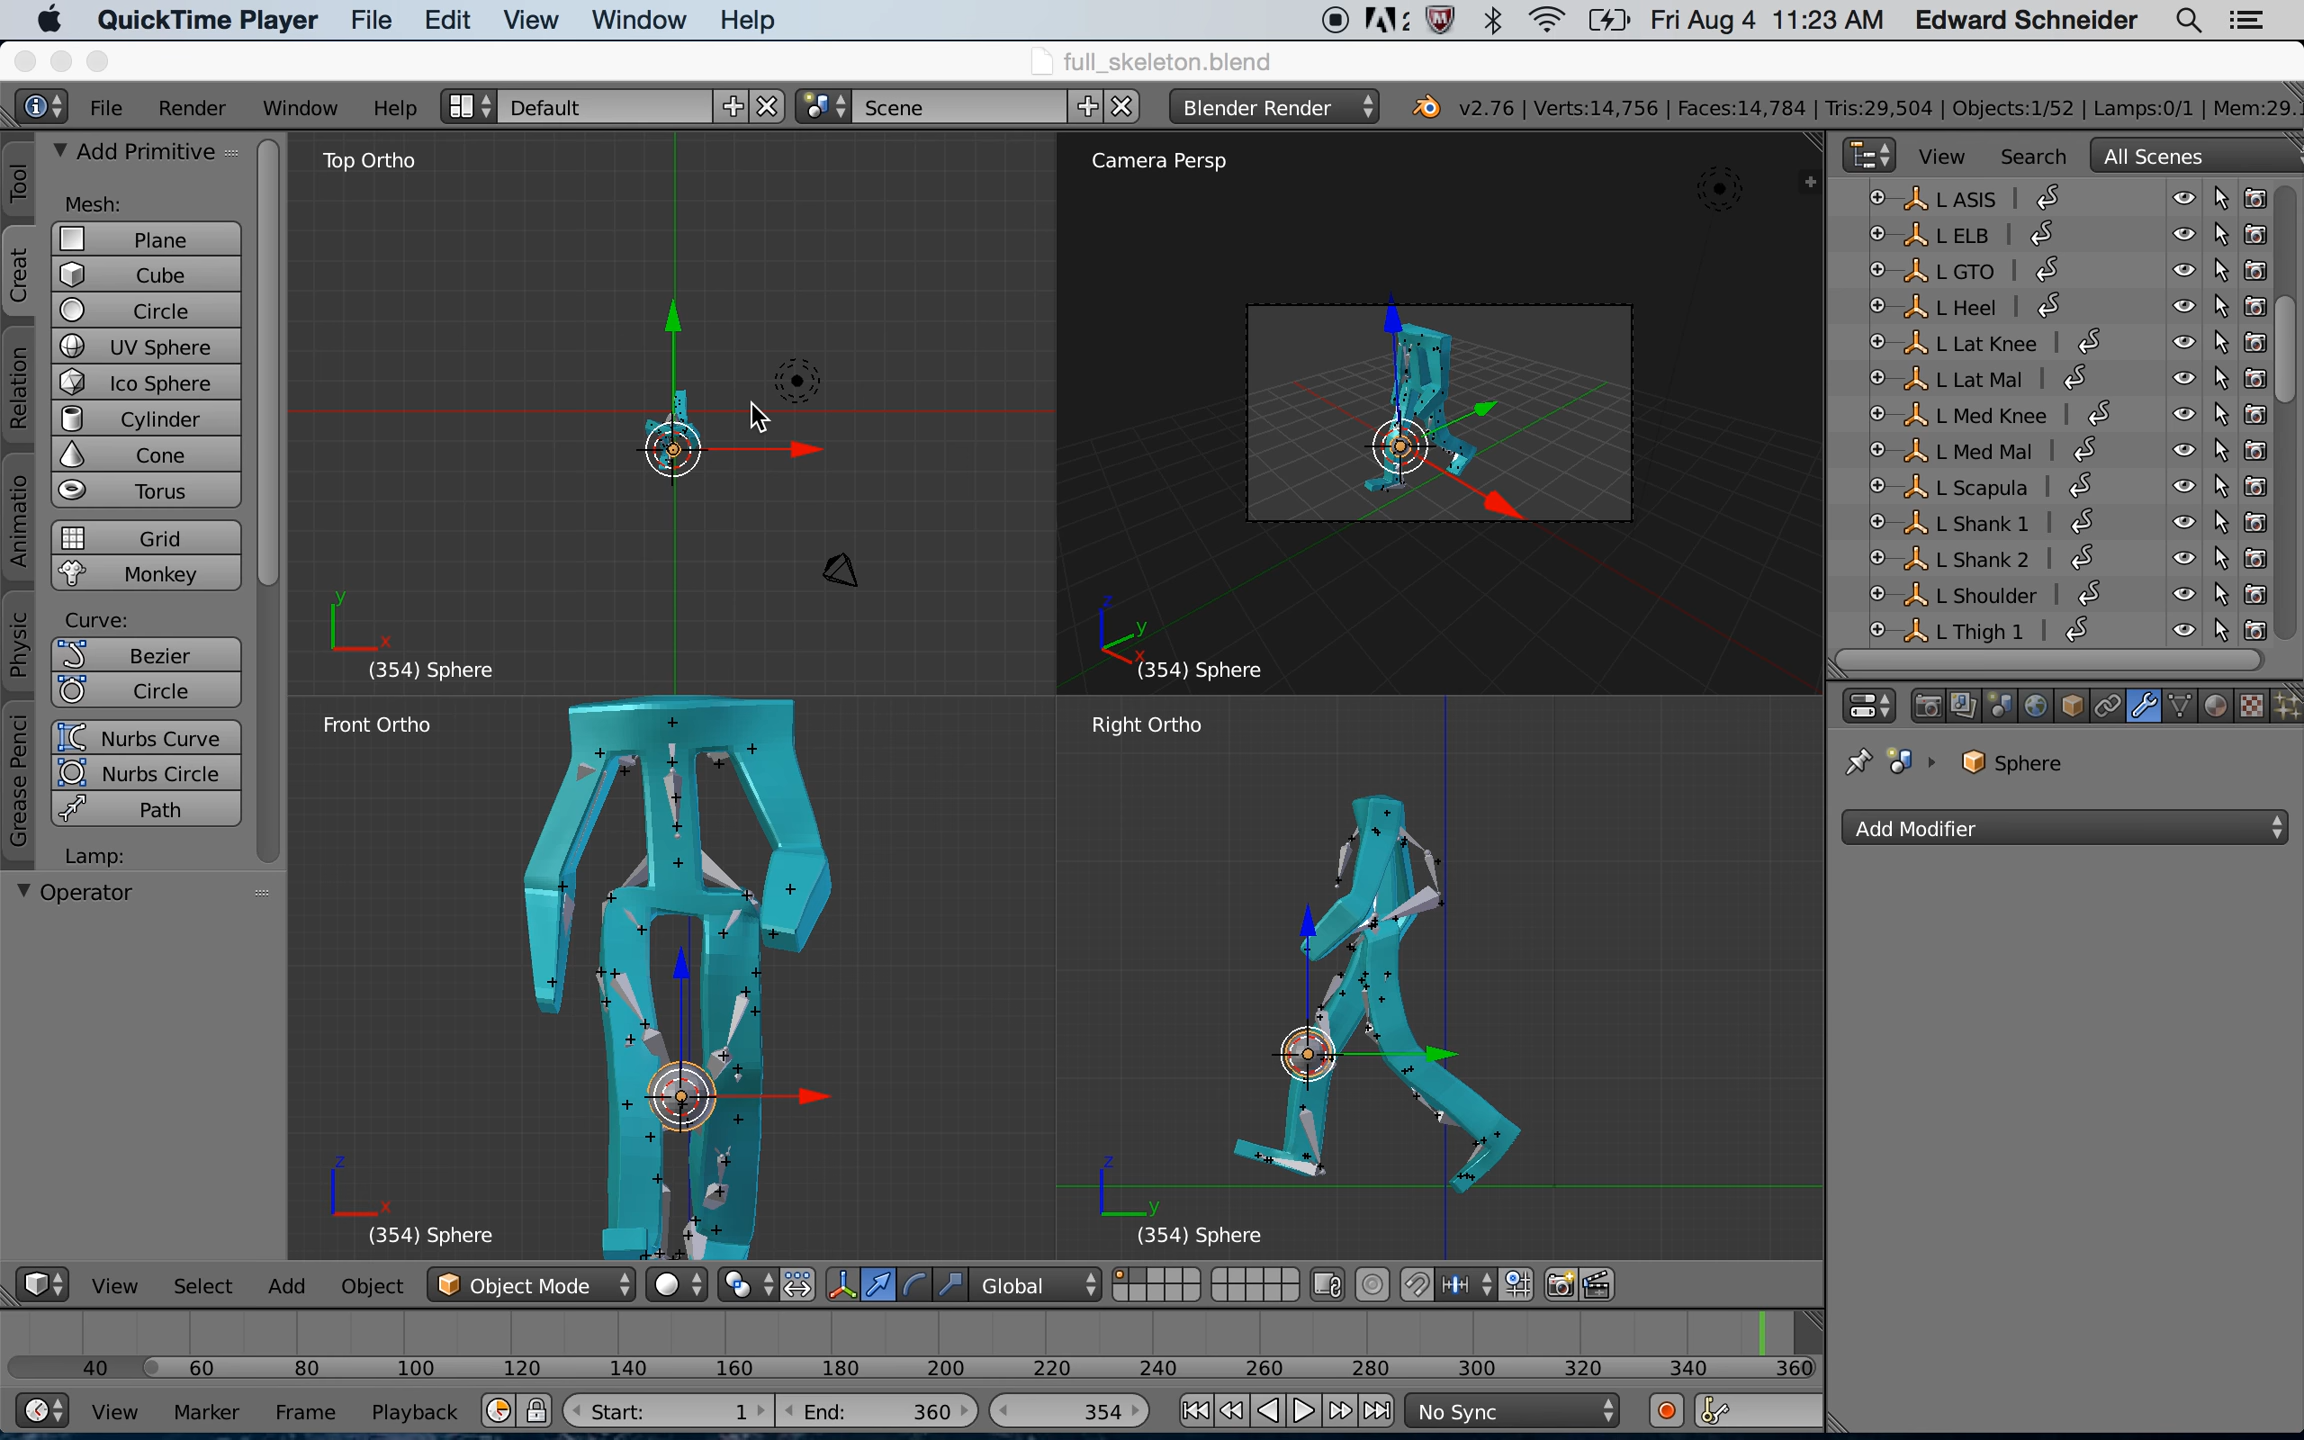 QuickTime Player File Edit View Window Help Fri Aug 4 11:23 AM Edward Schneider
full_skeleton.blend
File Render Window Help Default Scene Blender Render v2.76 | Verts:14,756 | Faces:14,784 | Tris:29,504 | Objects:1/52 | Lamps:0/1 | Mem:29.
Tool
Creat
Relation
Animatio
Physic
Grease Penci
Add Primitive
Mesh:
Plane
Cube
Circle
UV Sphere
Ico Sphere
Cylinder
Cone
Torus
Grid
Monkey
Curve:
Bezier
Circle
Nurbs Curve
Nurbs Circle
Path
Lamp:
Operator
Top Ortho
y
x
(354) Sphere
Camera Persp
z
y
x
(354) Sphere
Front Ortho
z
x
(354) Sphere
Right Ortho
z
y
(354) Sphere
View Search All Scenes
L ASIS
L ELB
L GTO
L Heel
L Lat Knee
L Lat Mal
L Med Knee
L Med Mal
L Scapula
L Shank 1
L Shank 2
L Shoulder
L Thigh 1
Sphere
Add Modifier
View Select Add Object Object Mode Global
40 60 80 100 120 140 160 180 200 220 240 260 280 300 320 340 360
View Marker Frame Playback Start: 1 End: 360 354 No Sync